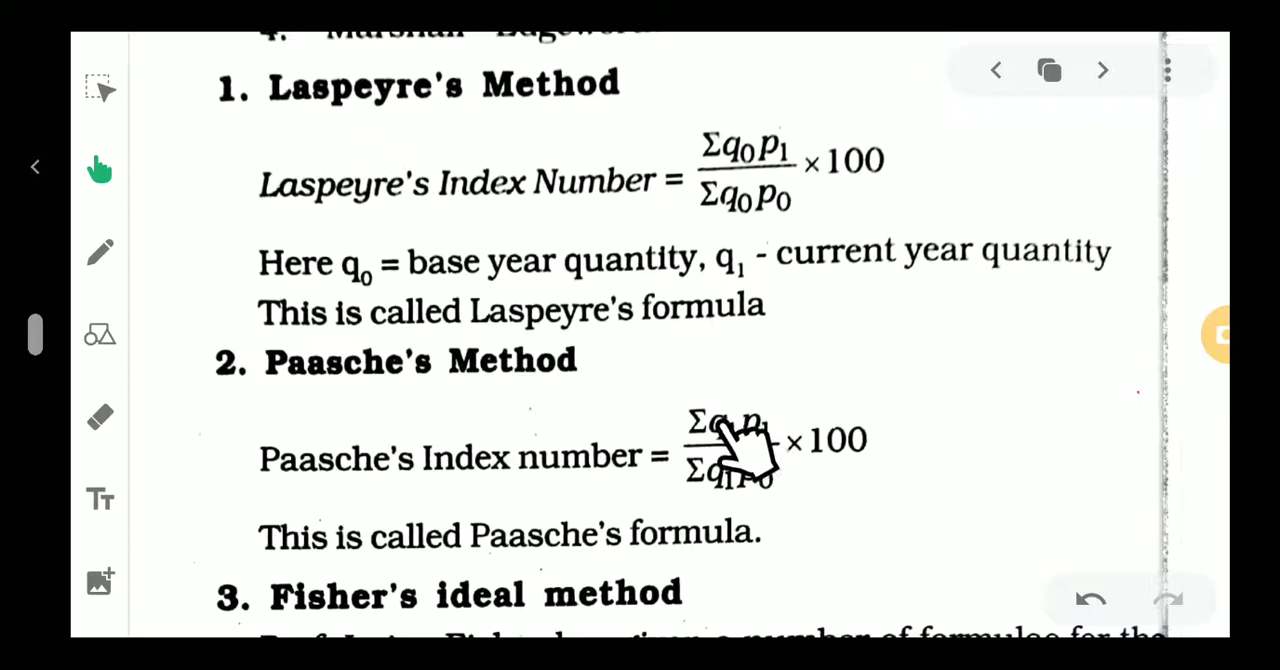 1. Laspeyre's Method
Laspeyre's Index Number = Σq₀p₁ / Σq₀p₀ × 100
Here q₀ = base year quantity, q₁ - current year quantity
This is called Laspeyre's formula
2. Paasche's Method
Paasche's Index number = Σ / Σq₁p₀ × 100
This is called Paasche's formula.
3. Fisher's ideal method
TT